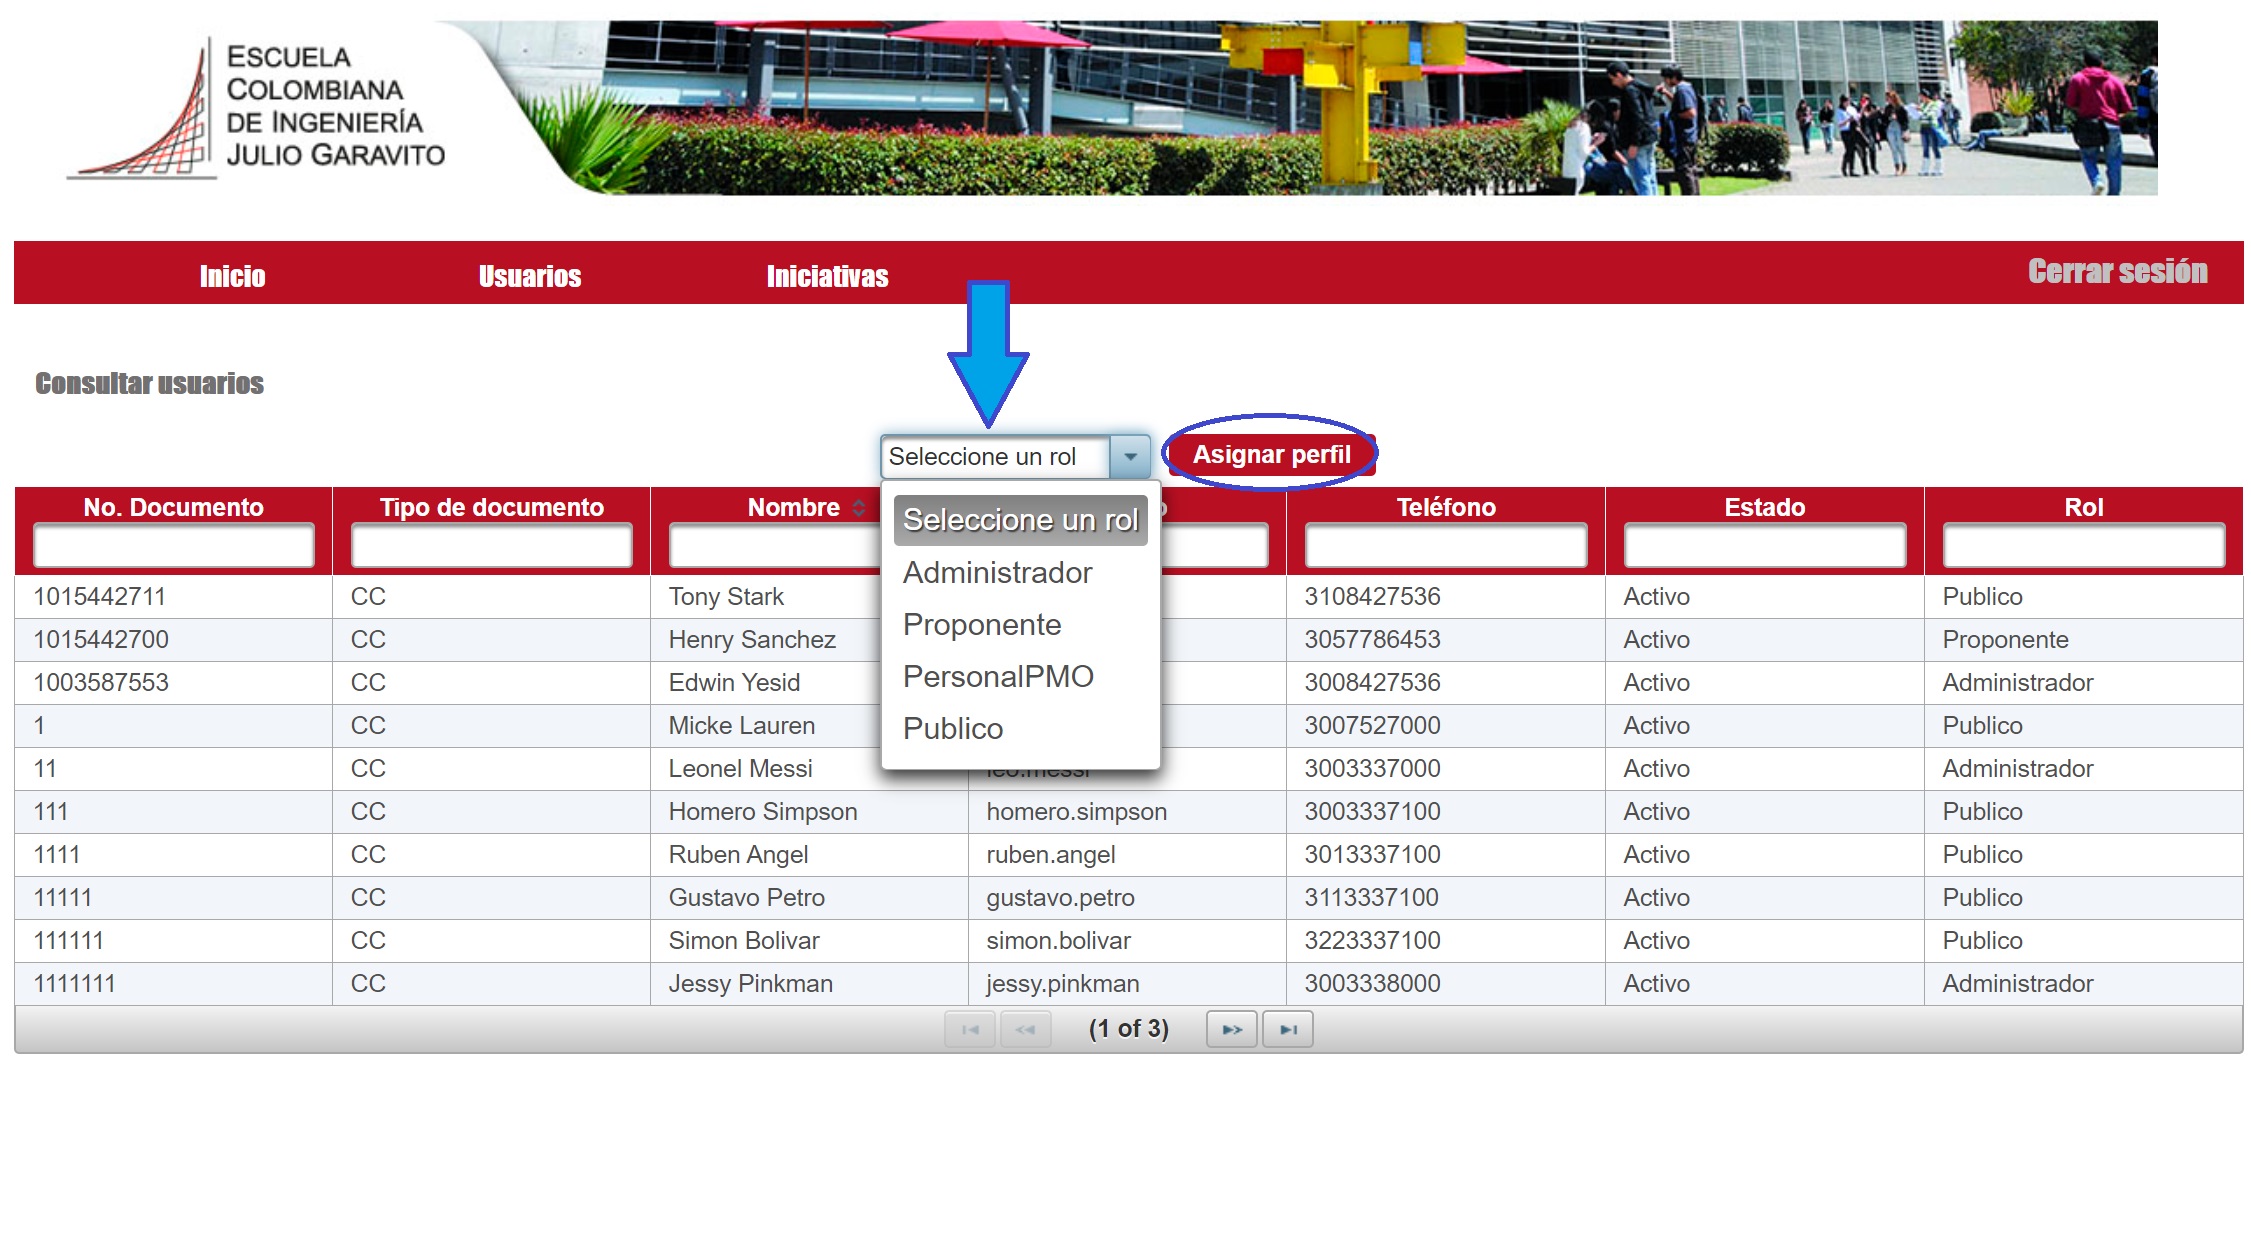 ESCUELA
COLOMBIANA
DE INGENIERÍA
JULIO GARAVITO
Inicio Usuarios Iniciativas Cerrar sesión
Consultar usuarios
Seleccione un rol Asignar perfil
No. Documento Tipo de documento Nombre Teléfono Estado Rol
Seleccione un rol
Administrador
Proponente
PersonalPMO
Publico
1015442711 CC Tony Stark 3108427536 Activo Publico
1015442700 CC Henry Sanchez 3057786453 Activo Proponente
1003587553 CC Edwin Yesid 3008427536 Activo Administrador
1 CC Micke Lauren 3007527000 Activo Publico
11 CC Leonel Messi leo.messi 3003337000 Activo Administrador
111 CC Homero Simpson homero.simpson 3003337100 Activo Publico
1111 CC Ruben Angel ruben.angel 3013337100 Activo Publico
11111 CC Gustavo Petro gustavo.petro 3113337100 Activo Publico
111111 CC Simon Bolivar simon.bolivar 3223337100 Activo Publico
1111111 CC Jessy Pinkman jessy.pinkman 3003338000 Activo Administrador
(1 of 3)